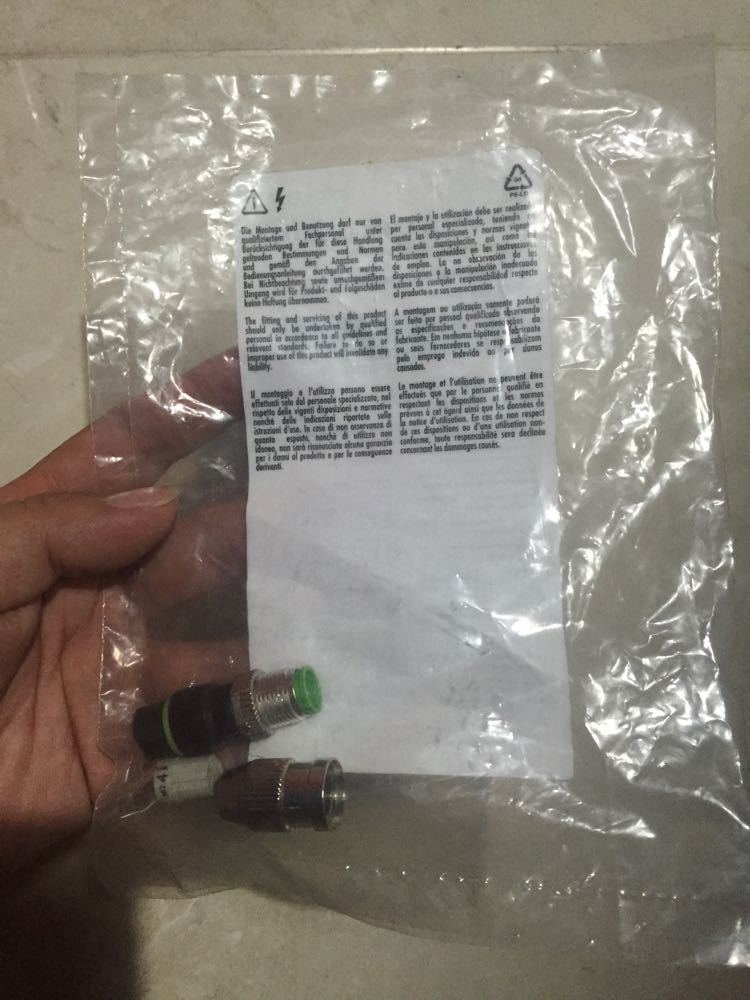 04
PE-LD
Die Montage und Benutzung darf nur von
qualifiziertem Fachpersonal unter
Berücksichtigung der für diese Handlung
geltenden Bestimmungen und Normen
und gemäß den Angaben der
Bedienungsanleitung durchgeführt werden.
Bei Nichtbeachtung sowie unsachgemäßem
Umgang wird für Produkt- und Folgeschäden
keine Haftung übernommen.
The fitting and servicing of this product
should only be undertaken by qualified
personal in accordance to all guidelines and
relevant standards. Failure to do so or
improper use of this product will invalidate any
liability.
Il montaggio e l'utilizzo possono essere
effettuati solo dal personale specializzato, nel
rispetto delle vigenti disposizioni e normative
nonché delle indicazioni riportate sulle
istruzioni d'uso. In caso di non osservanza di
quanto esposto, nonché di utilizzo non
idoneo, non sarà riconosciuta alcuna garanzia
per i danni al prodotto e per le conseguenze
derivanti.
El montaje y la utilización debe ser realizado
por personal especializado, teniendo
cuenta las disposiciones y normas vigentes
para esta manipulación, así como
indicaciones contenidas en las instrucciones
de empleo. La no observación de las
disposiciones o la manipulación inadecuada
exime de cualquier responsabilidad respecto
al producto o a sus consecuencias.
A montagem ou utilização somente poderá
ser feita por pessoal qualificado observando
as especificações e recomendações do
fabricante. Em nenhuma hipótese o fabricante
ou seus fornecedores se responsabilizam
pelo emprego indevido ou por danos
causados.
Le montage et l'utilisation ne peuvent être
effectués que par le personnel qualifié en
respectant les dispositions et les normes
prévues à cet égard ainsi que les données de
la notice d'utilisation. En cas de non respect
de ces dispositions ou d'une utilisation non-
conforme, toute responsabilité sera declinée
concernant les dammages causés.